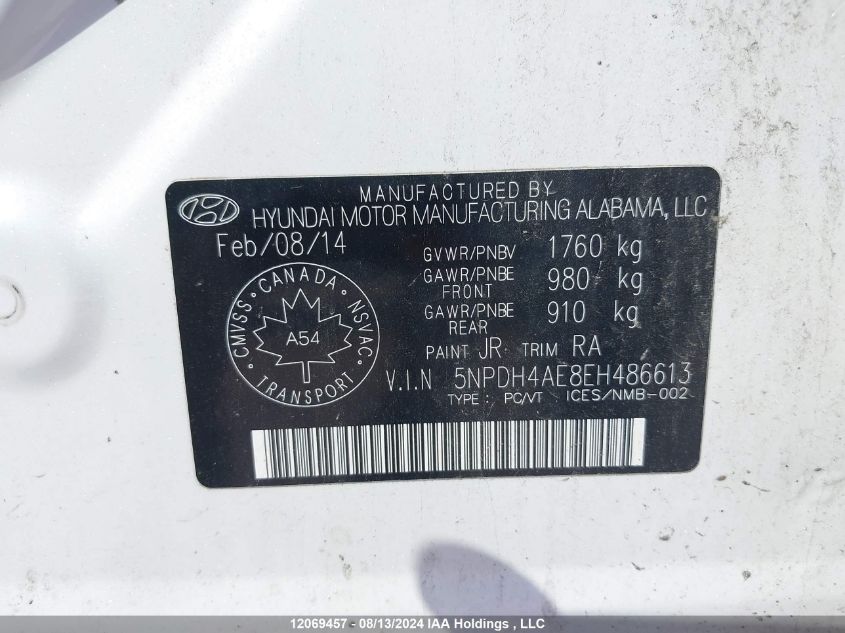 MANUFACTURED BY
HYUNDAI MOTOR MANUFACTURING ALABAMA, LLC
Feb/08/14
GVWR/PNBV 1760 kg
GAWR/PNBE FRONT 980 kg
GAWR/PNBE REAR 910 kg
PAINT JR TRIM RA
CMVSS • CANADA • NSVAC • TRANSPORT
A54
V.I.N 5NPDH4AE8EH486613
TYPE: PC/VT ICES/NMB-002
12069457 - 08/13/2024 IAA Holdings , LLC